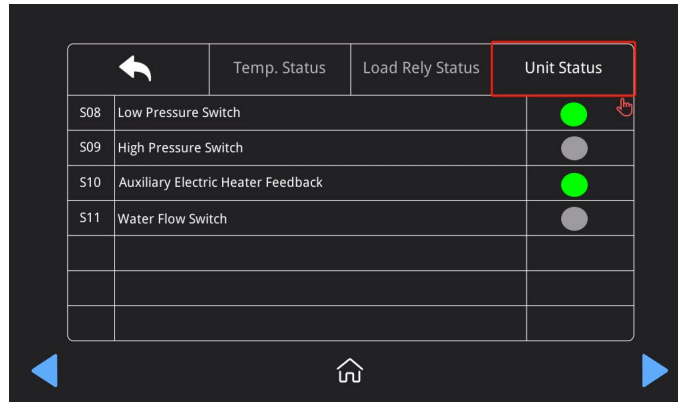 Temp. Status Load Rely Status Unit Status
S08 Low Pressure Switch
S09 High Pressure Switch
S10 Auxiliary Electric Heater Feedback
S11 Water Flow Switch